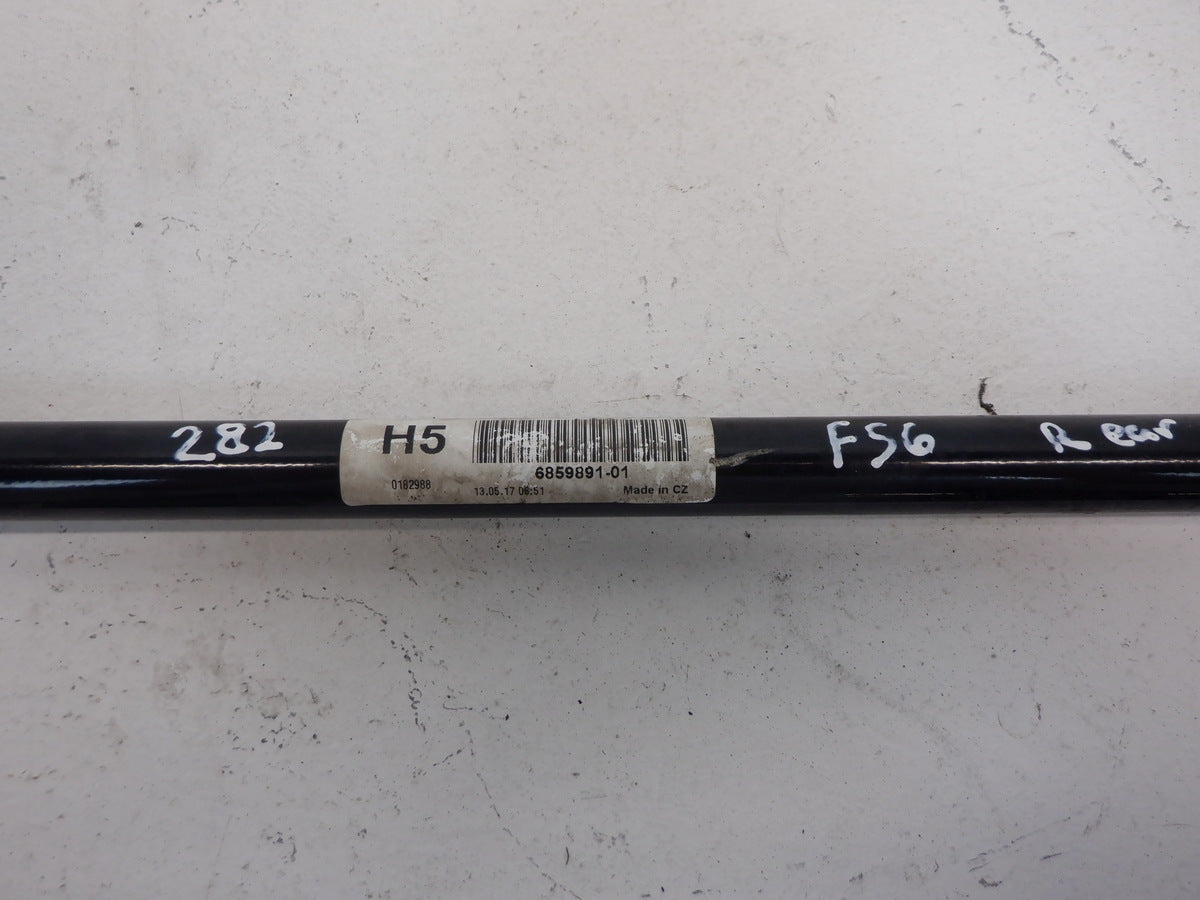 282
H5
6859891-01
0182988
13.05.17 06:51
Made in CZ
F56
Rear